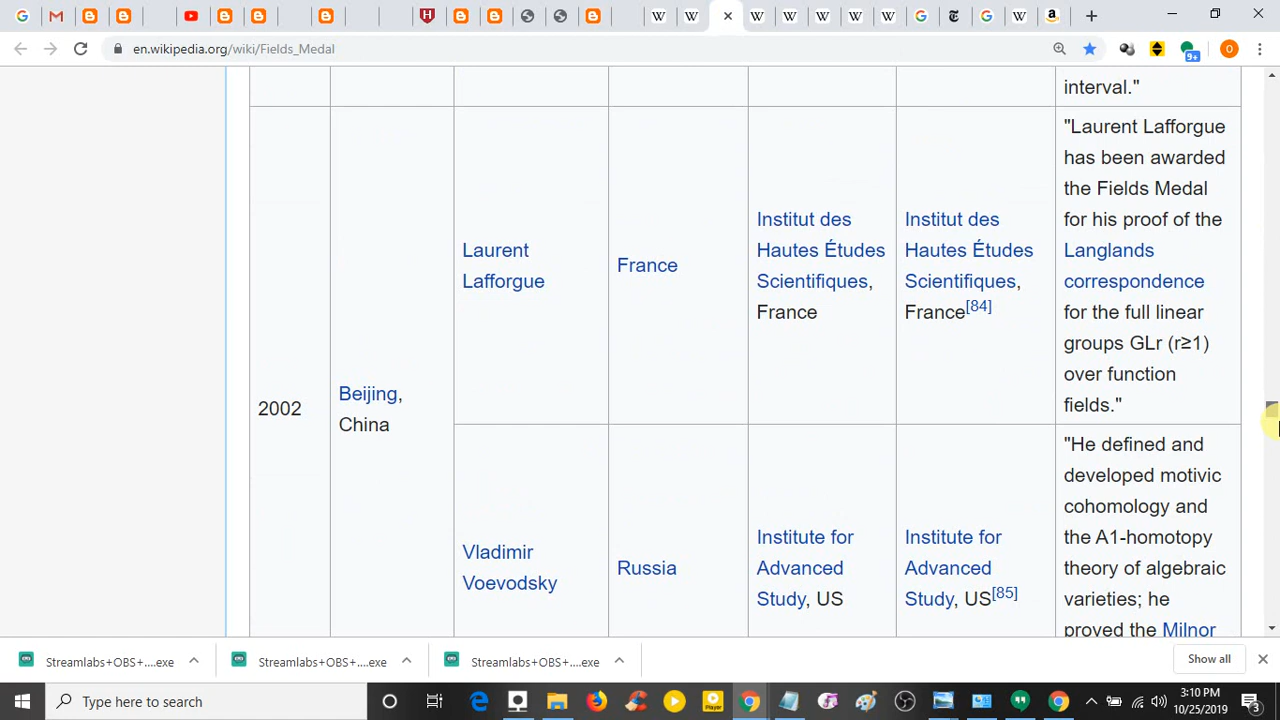 en.wikipedia.org/wiki/Fields_Medal
9+
O
interval."
2002
Beijing,
China
Laurent
Lafforgue
France
Institut des
Hautes Études
Scientifiques,
France
Institut des
Hautes Études
Scientifiques,
France[84]
"Laurent Lafforgue
has been awarded
the Fields Medal
for his proof of the
Langlands
correspondence
for the full linear
groups GLr (r≥1)
over function
fields."
Vladimir
Voevodsky
Russia
Institute for
Advanced
Study, US
Institute for
Advanced
Study, US[85]
"He defined and
developed motivic
cohomology and
the A1-homotopy
theory of algebraic
varieties; he
proved the Milnor
Streamlabs+OBS+....exe
Streamlabs+OBS+....exe
Streamlabs+OBS+....exe
Show all
Type here to search
3:10 PM
10/25/2019
3